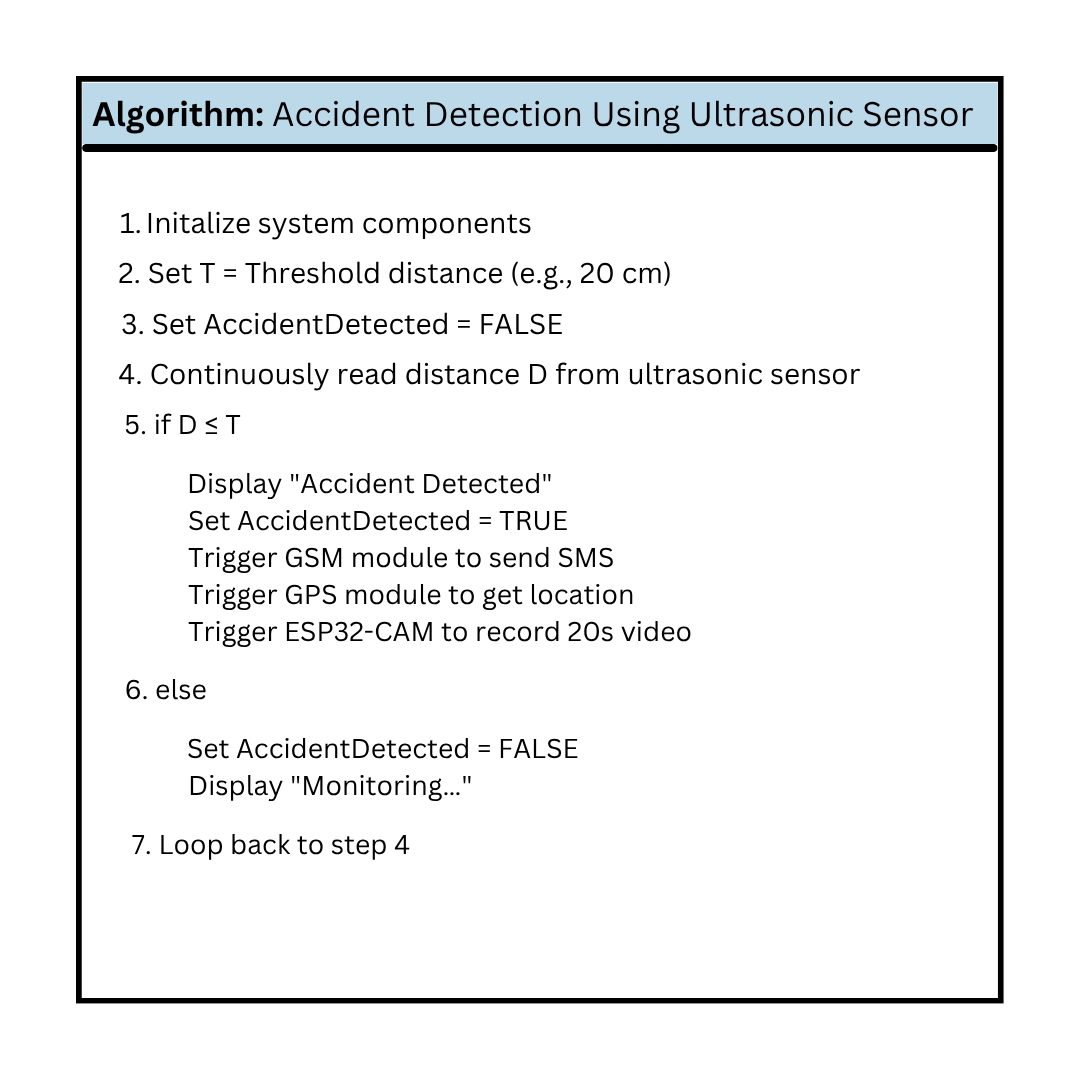 Algorithm: Accident Detection Using Ultrasonic Sensor
1. Initalize system components
2. Set T = Threshold distance (e.g., 20 cm)
3. Set AccidentDetected = FALSE
4. Continuously read distance D from ultrasonic sensor
5. if D ≤ T
Display "Accident Detected"
Set AccidentDetected = TRUE
Trigger GSM module to send SMS
Trigger GPS module to get location
Trigger ESP32-CAM to record 20s video
6. else
Set AccidentDetected = FALSE
Display "Monitoring..."
7. Loop back to step 4